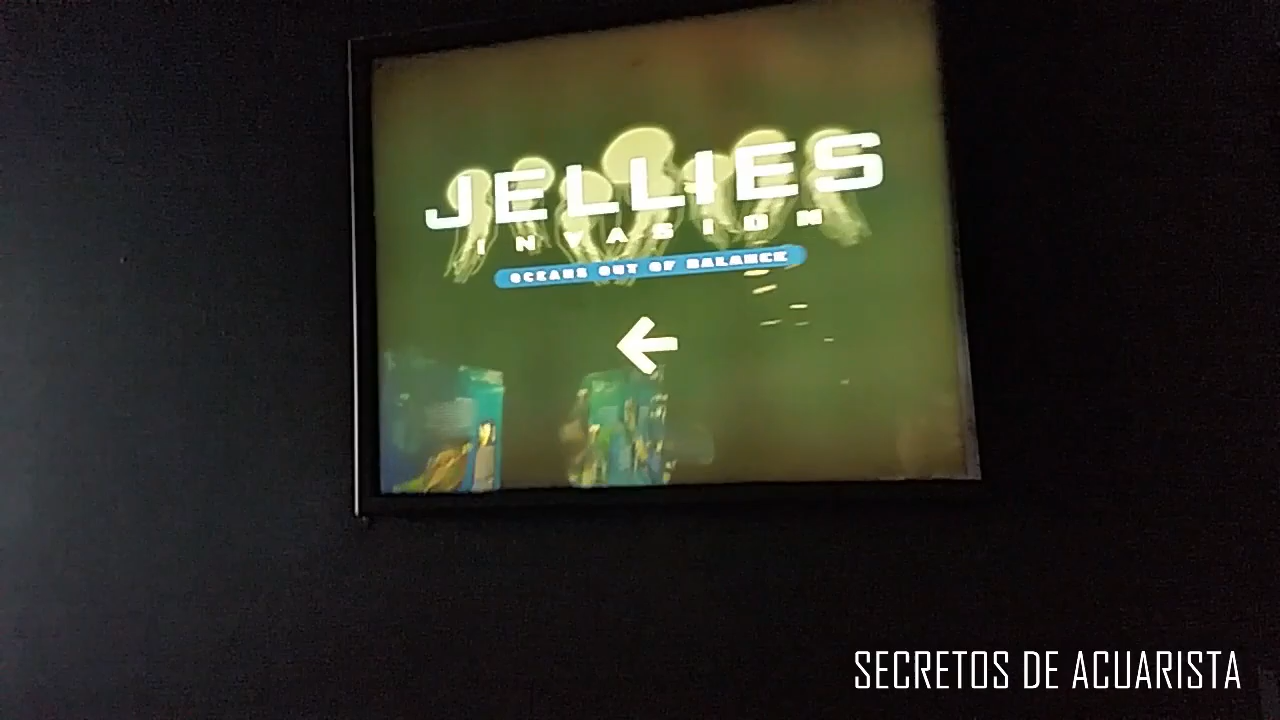 JELLIES
INVASION
OCEANS OUT OF BALANCE
SECRETOS DE ACUARISTA